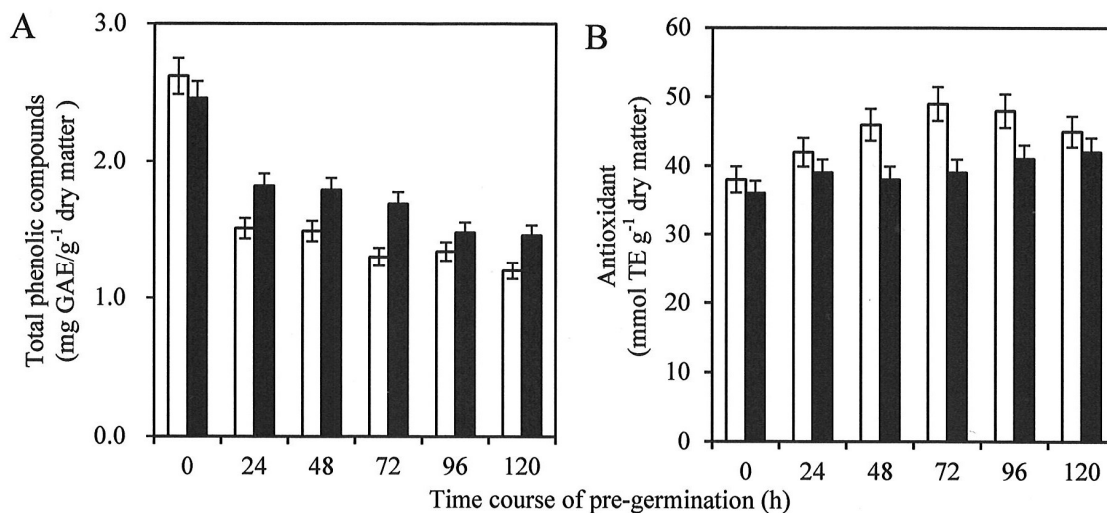 A
Total phenolic compounds
(mg GAE/g⁻¹ dry matter )
3.0
2.0
1.0
0.0
0 24 48 72 96 120
B
Antioxidant
(mmol TE g⁻¹ dry matter)
60
50
40
30
20
10
0
0 24 48 72 96 120
Time course of pre-germination (h)